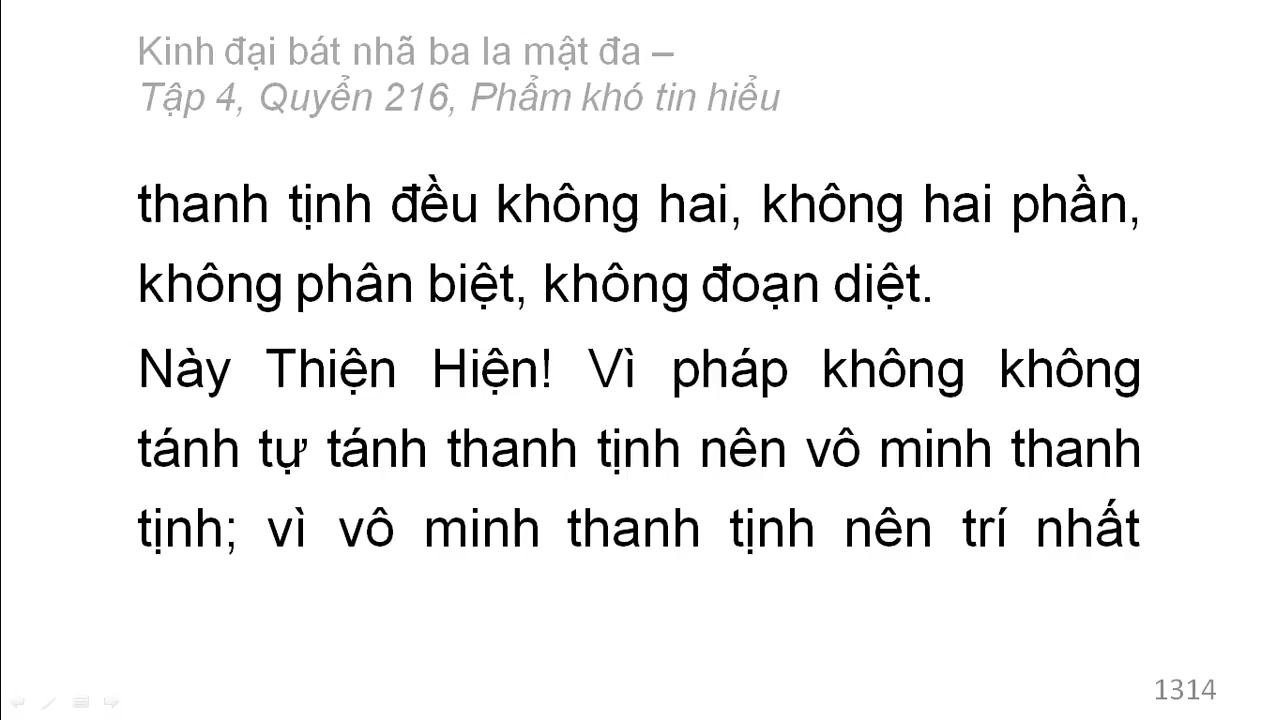 Kinh đại bát nhã ba la mật đa –
Tập 4, Quyển 216, Phẩm khó tin hiểu
thanh tịnh đều không hai, không hai phần,
không phân biệt, không đoạn diệt.
Này Thiện Hiện! Vì pháp không không
tánh tự tánh thanh tịnh nên vô minh thanh
tịnh; vì vô minh thanh tịnh nên trí nhất
1314